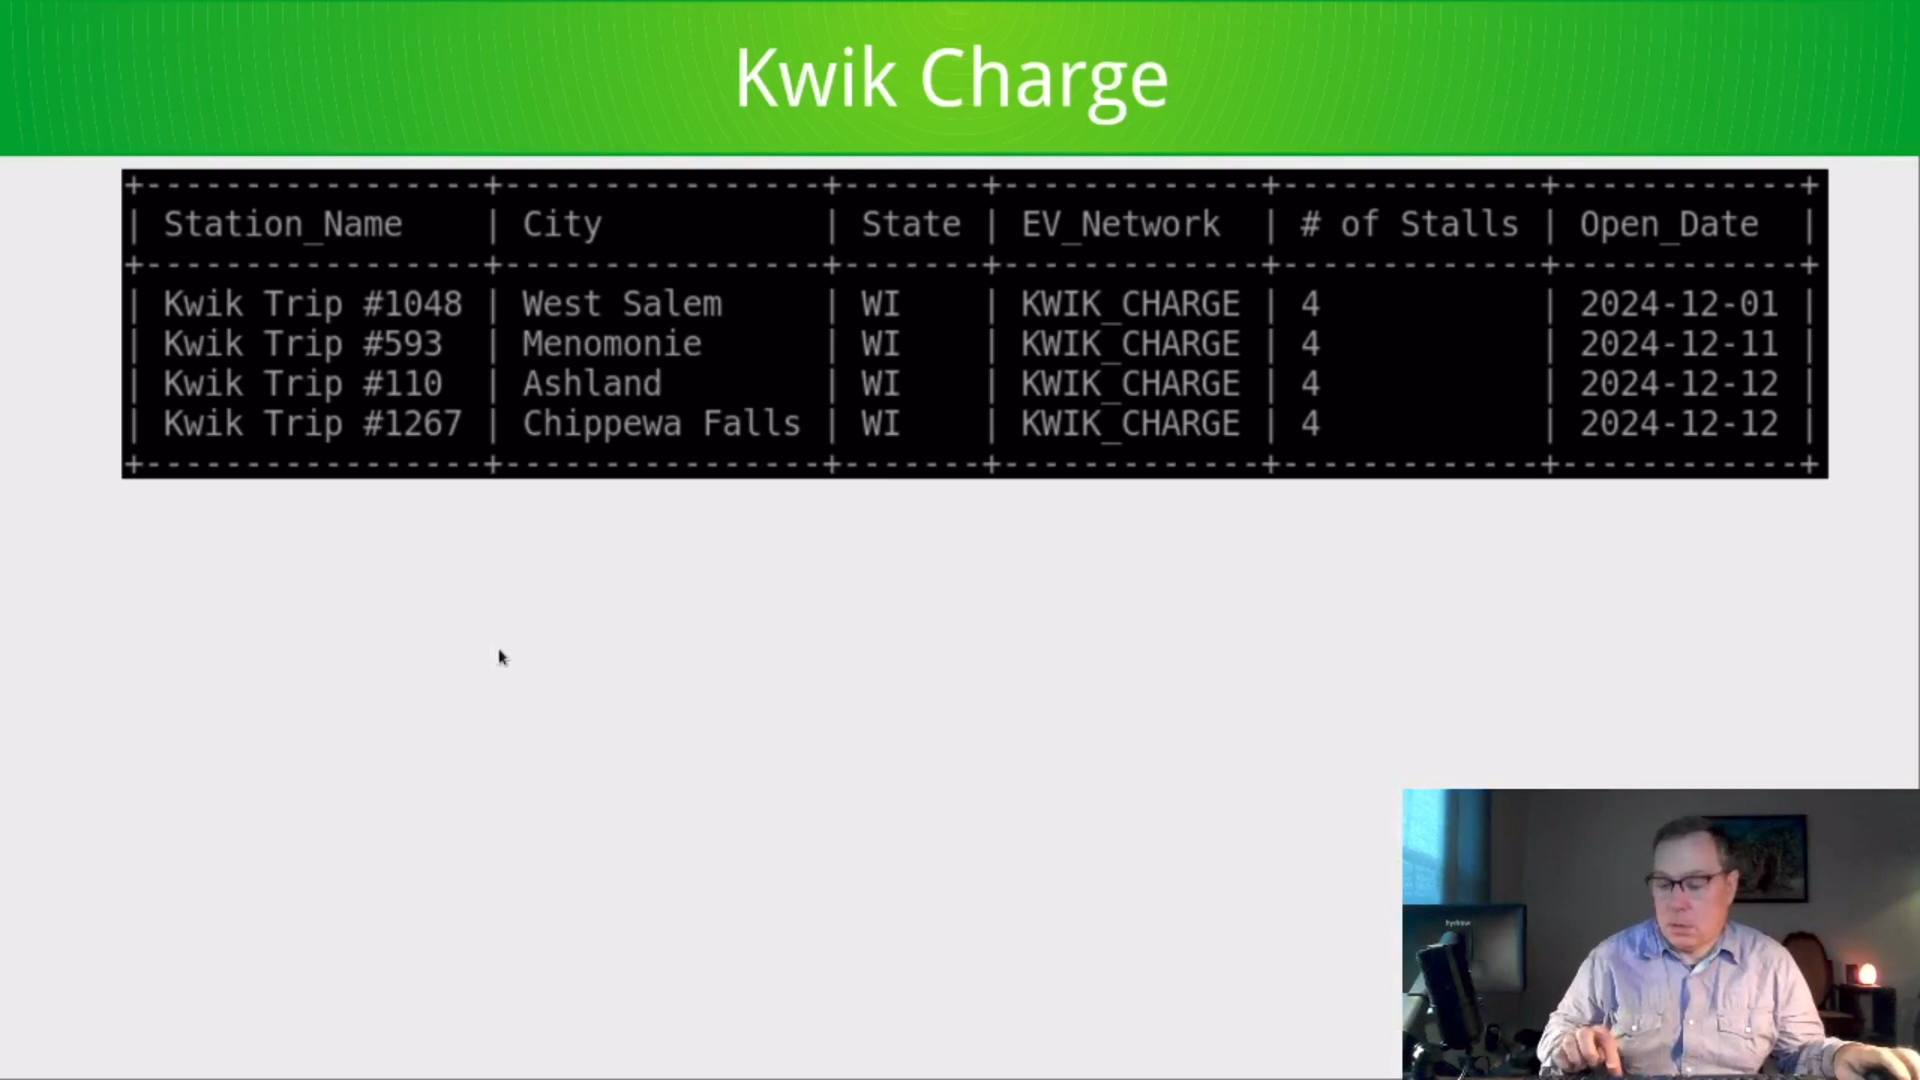 Kwik Charge
+-----------------+----------------+-------+-------------+-------------+------------+
| Station_Name | City | State | EV_Network | # of Stalls | Open_Date |
+-----------------+----------------+-------+-------------+-------------+------------+
| Kwik Trip #1048 | West Salem | WI | KWIK_CHARGE | 4 | 2024-12-01 |
| Kwik Trip #593 | Menomonie | WI | KWIK_CHARGE | 4 | 2024-12-11 |
| Kwik Trip #110 | Ashland | WI | KWIK_CHARGE | 4 | 2024-12-12 |
| Kwik Trip #1267 | Chippewa Falls | WI | KWIK_CHARGE | 4 | 2024-12-12 |
+-----------------+----------------+-------+-------------+-------------+------------+